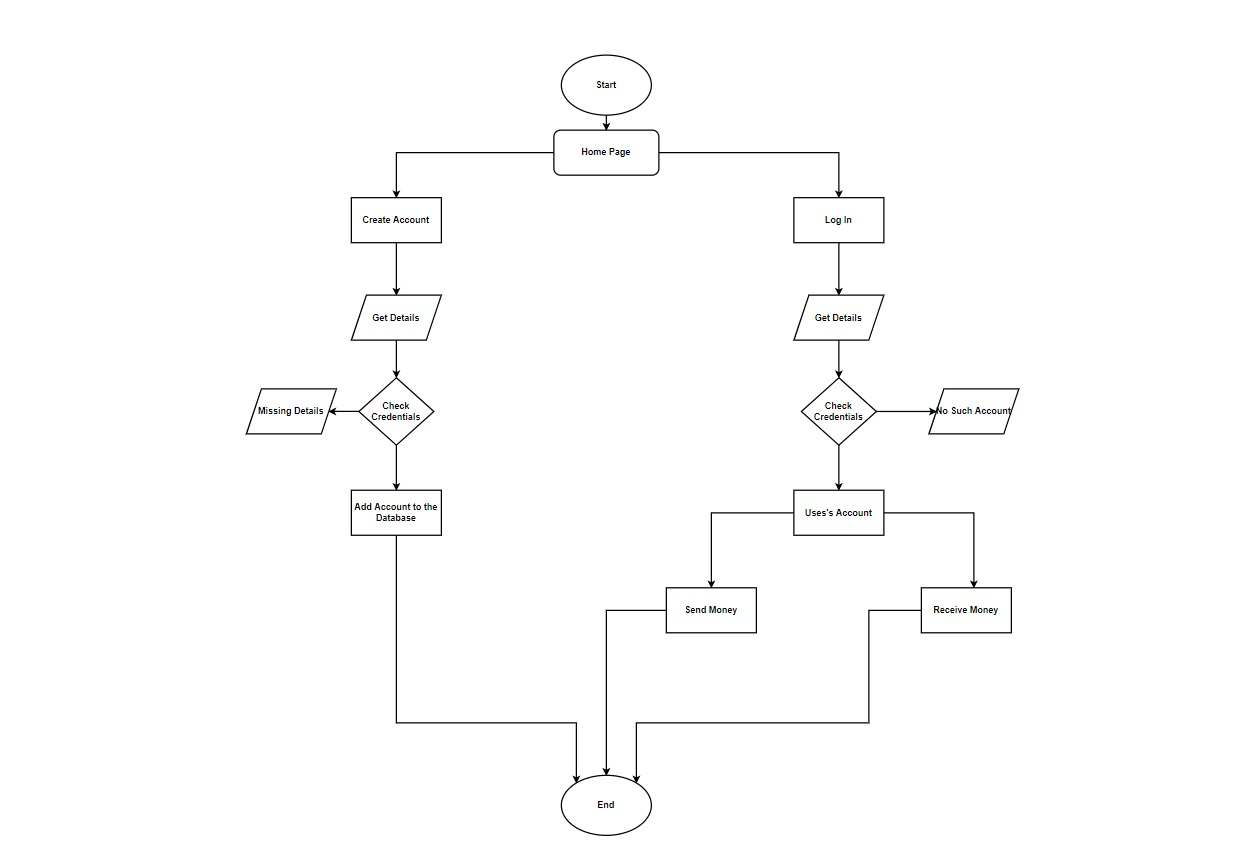 Start
Home Page
Create Account
Log In
Get Details
Get Details
Missing Details
Check
Credentials
Check
Credentials
No Such Account
Add Account to the
Database
Uses's Account
Send Money
Receive Money
End